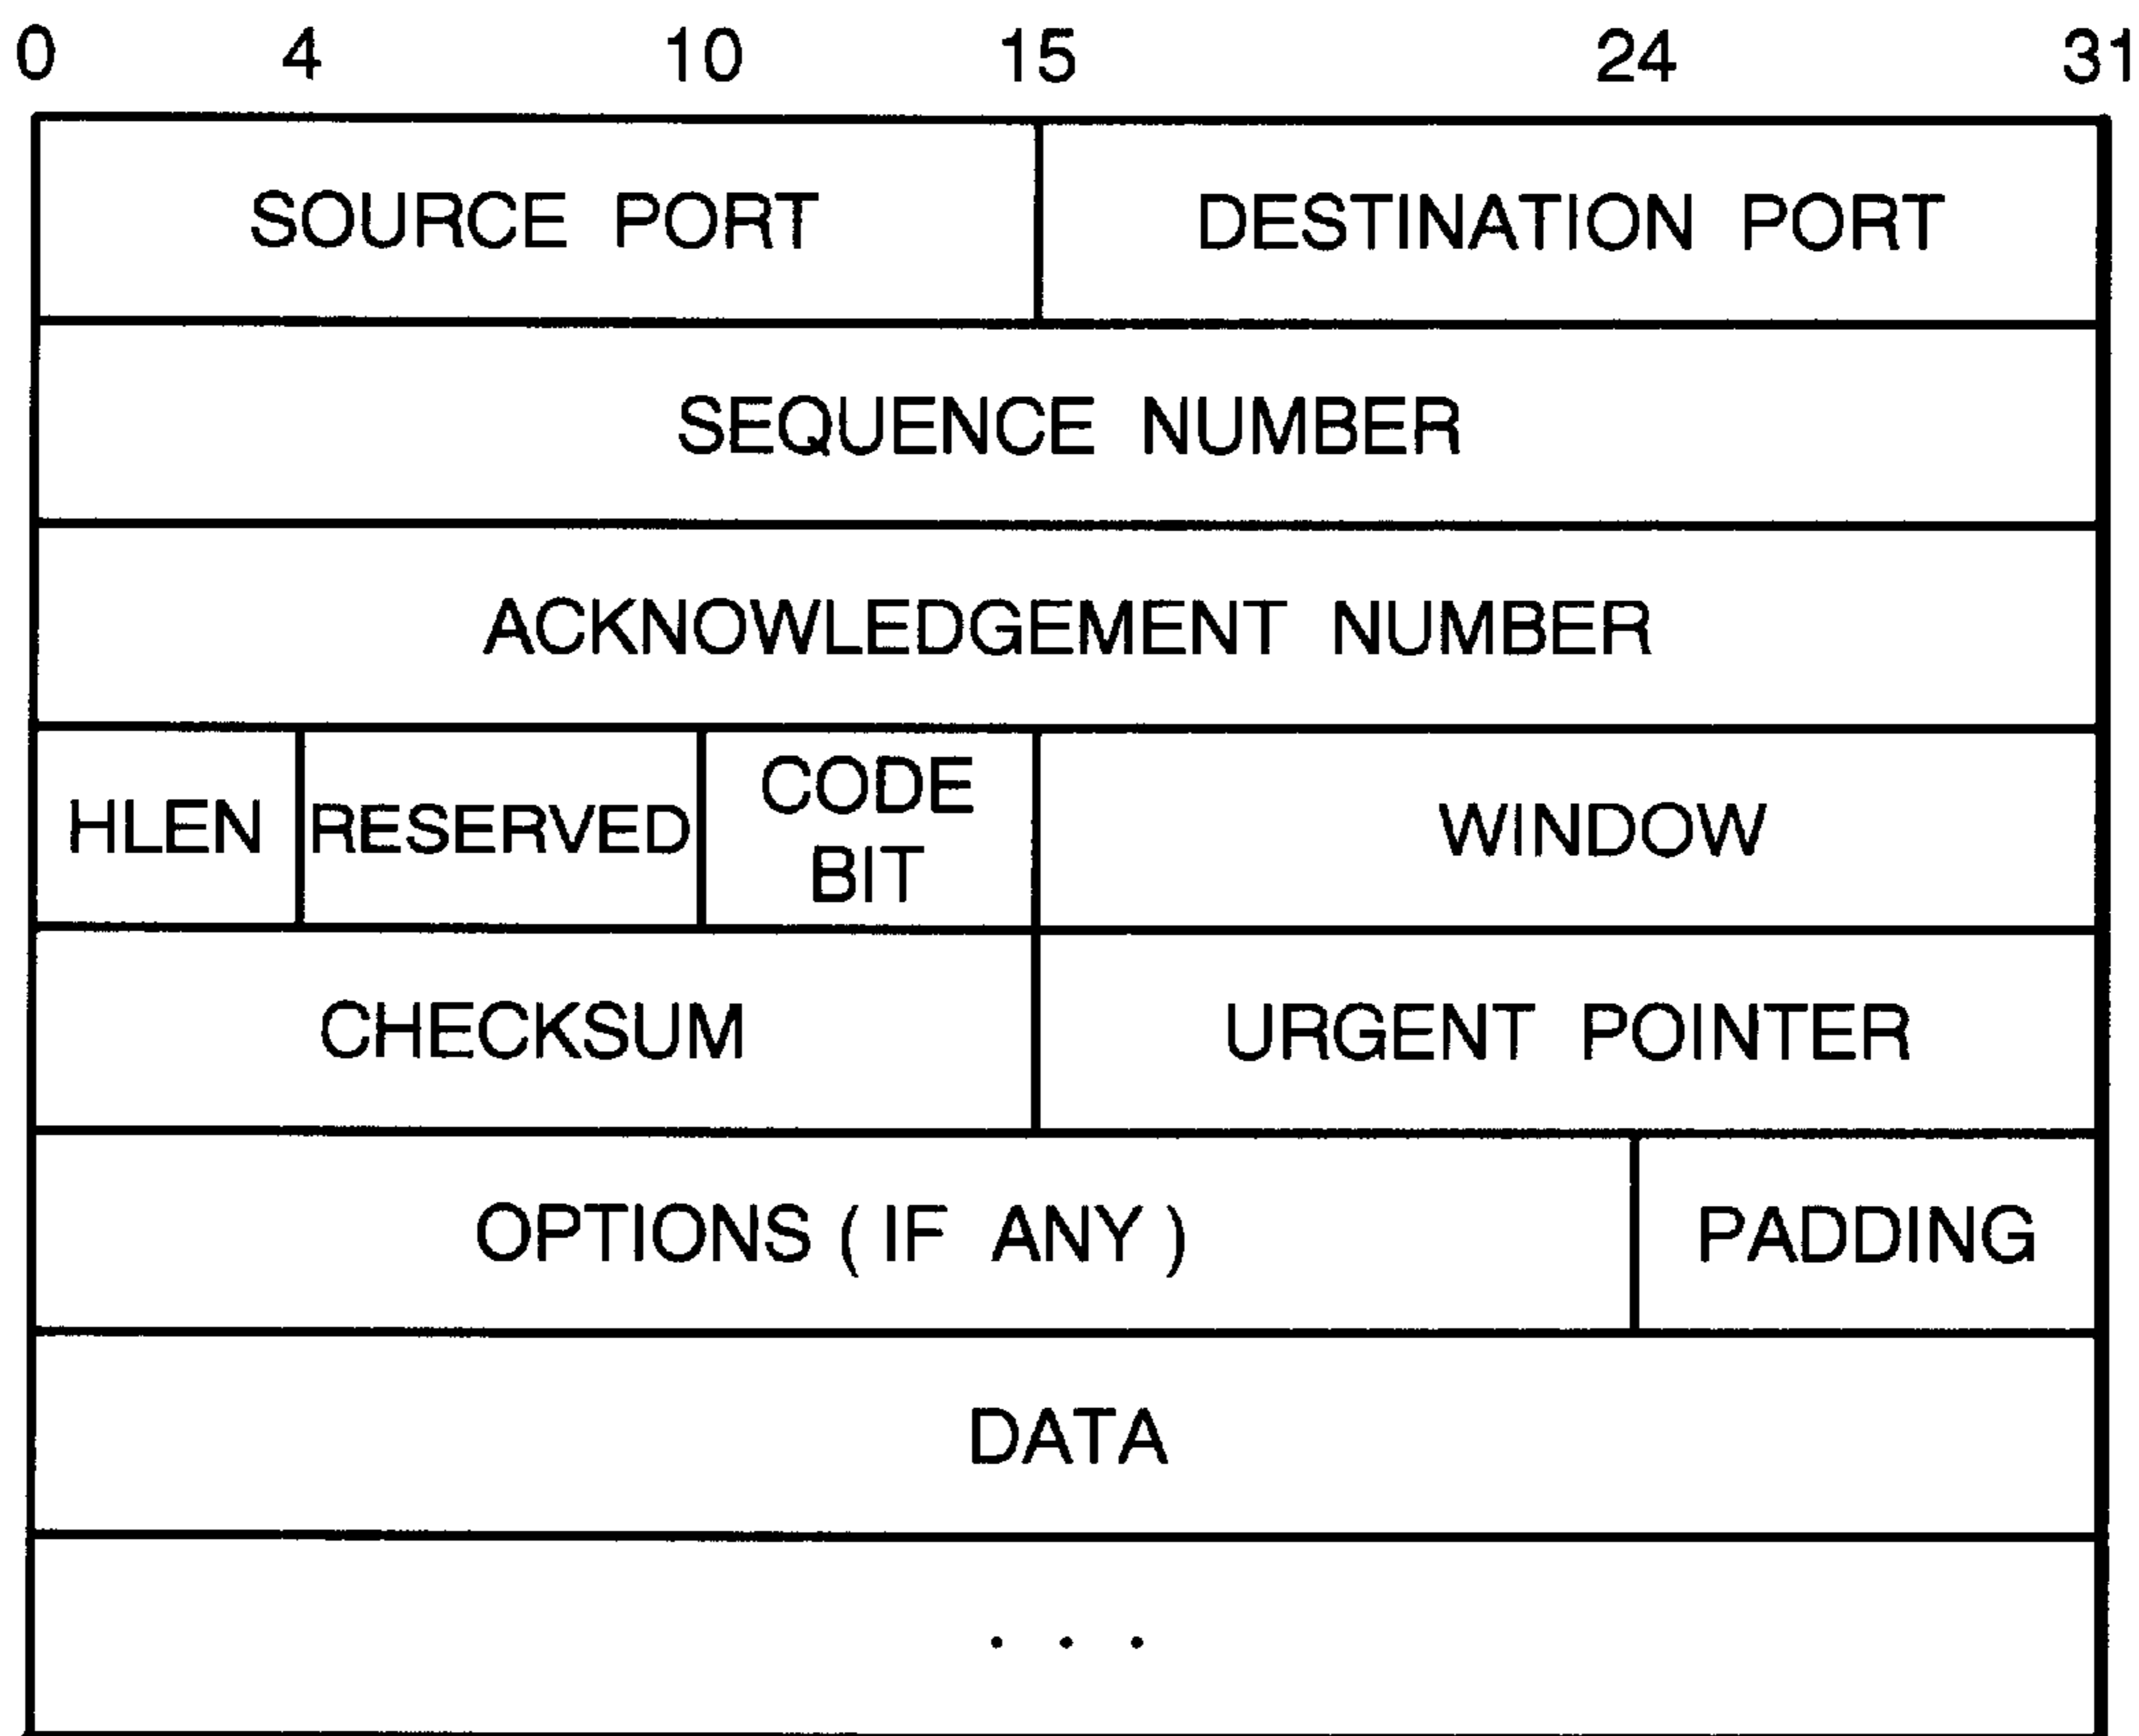 0 4 10 15 24 31
SOURCE PORT DESTINATION PORT
SEQUENCE NUMBER
ACKNOWLEDGEMENT NUMBER
HLEN RESERVED CODE BIT WINDOW
CHECKSUM URGENT POINTER
OPTIONS ( IF ANY ) PADDING
DATA
. . .